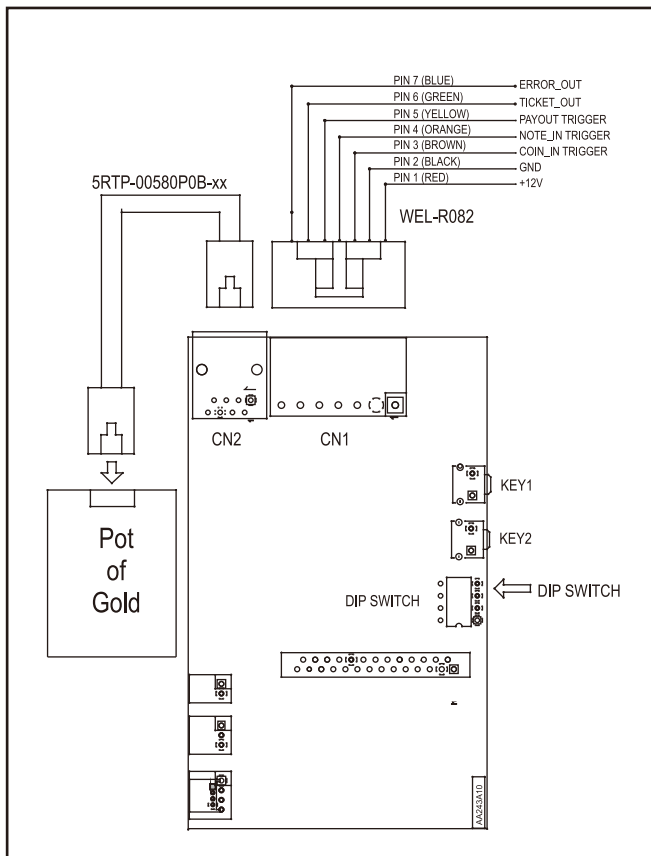 PIN 7 (BLUE) ERROR_OUT
PIN 6 (GREEN) TICKET_OUT
PIN 5 (YELLOW) PAYOUT TRIGGER
PIN 4 (ORANGE) NOTE_IN TRIGGER
PIN 3 (BROWN) COIN_IN TRIGGER
PIN 2 (BLACK) GND
PIN 1 (RED) +12V
5RTP-00580P0B-xx
WEL-R082
CN2
CN1
KEY1
Pot
of
Gold
KEY2
DIP SWITCH
DIP SWITCH
AA243A10